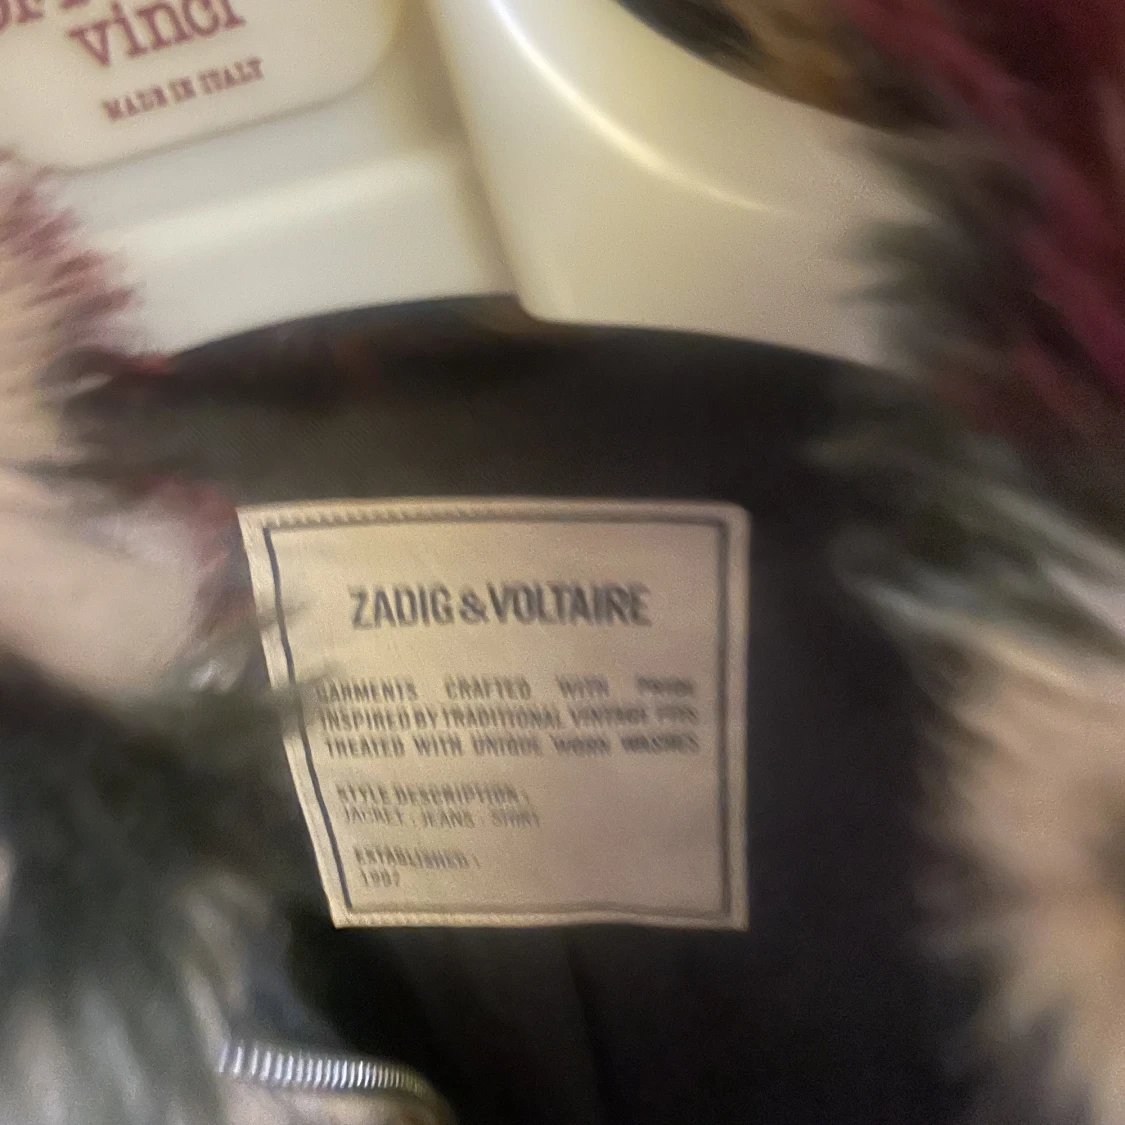 vinci
MADE IN ITALY
ZADIG & VOLTAIRE
GARMENTS CRAFTED WITH
INSPIRED BY TRADITIONAL VINTAGE
TREATED WITH UNIQUE WORN WASHES
STYLE DESCRIPTION :
JACKET : JEANS :
ESTABLISHED :
1997